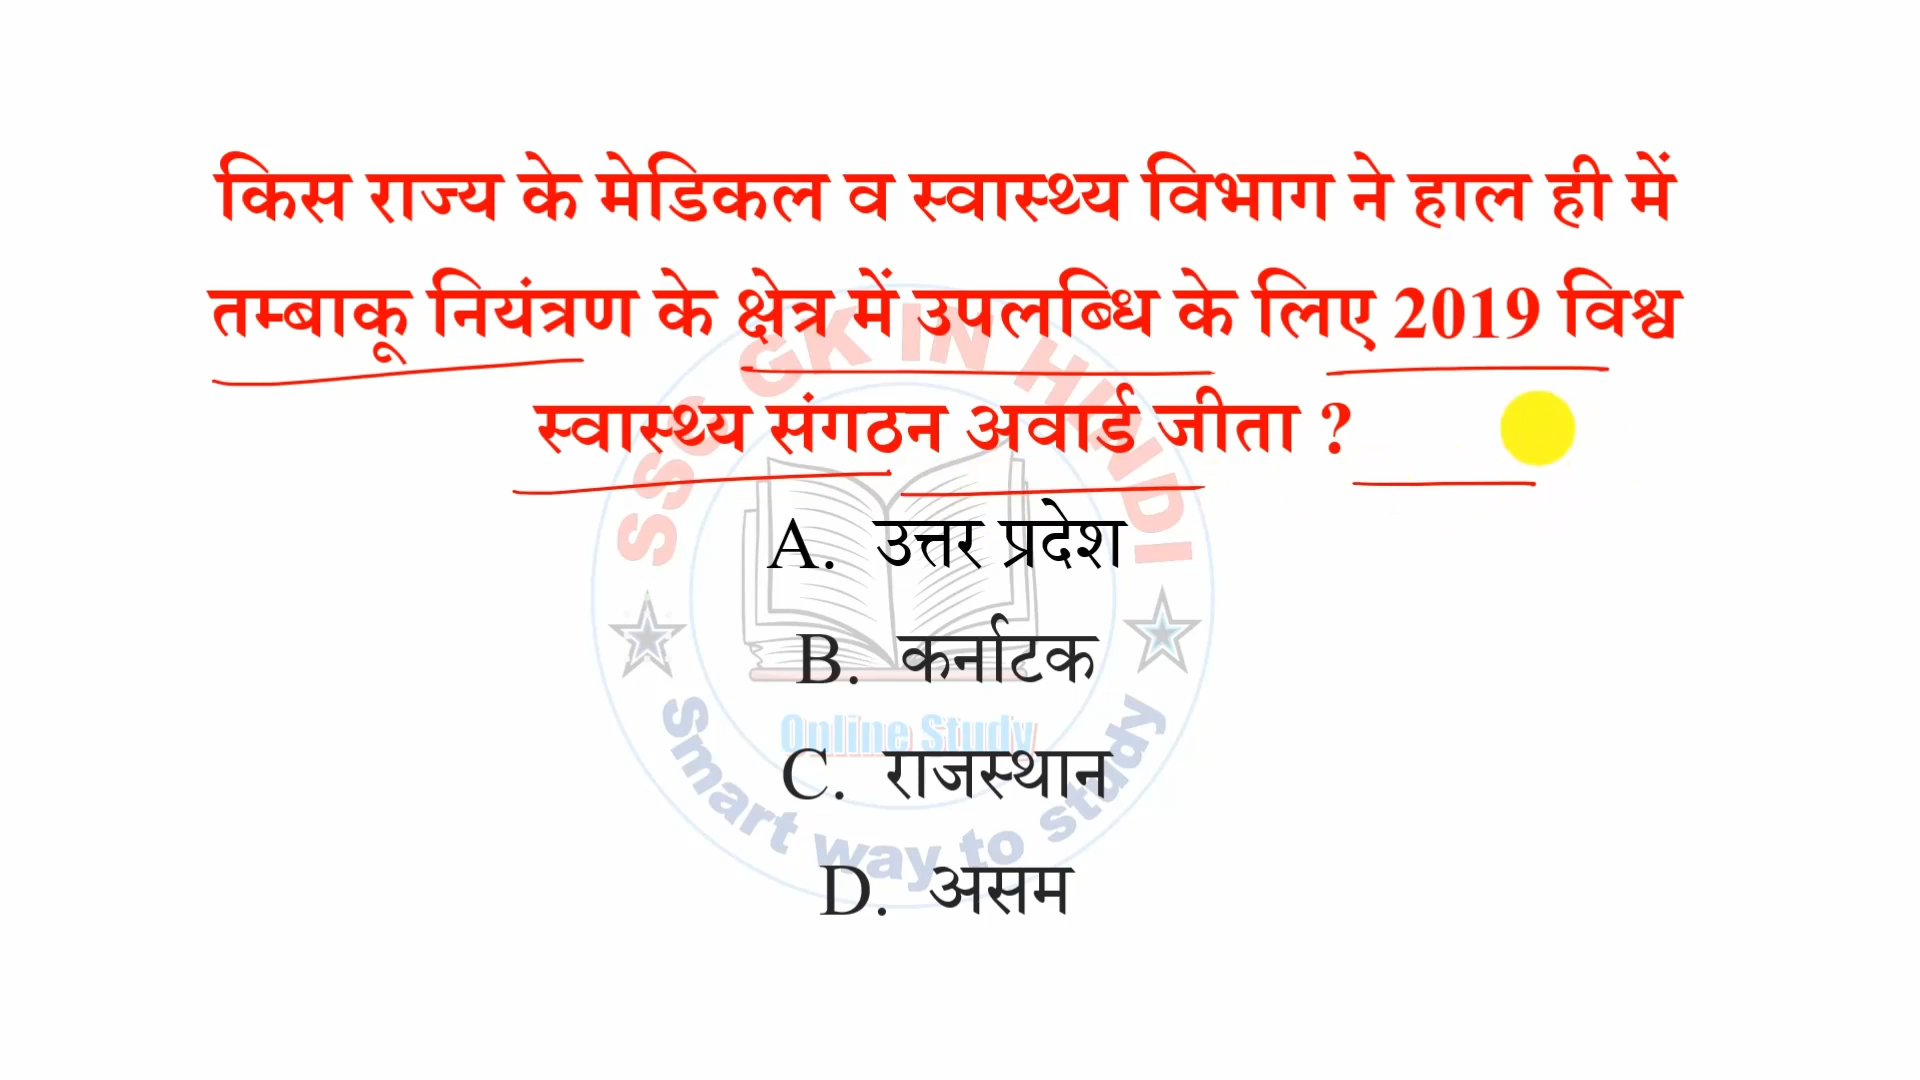 किस राज्य के मेडिकल व स्वास्थ्य विभाग ने हाल ही में
तम्बाकू नियंत्रण के क्षेत्र में उपलब्धि के लिए 2019 विश्व
स्वास्थ्य संगठन अवार्ड जीता ?
A. उत्तर प्रदेश
B. कर्नाटक
C. राजस्थान
D. असम
SSC GK IN HINDI
Online Study
Smart way to study